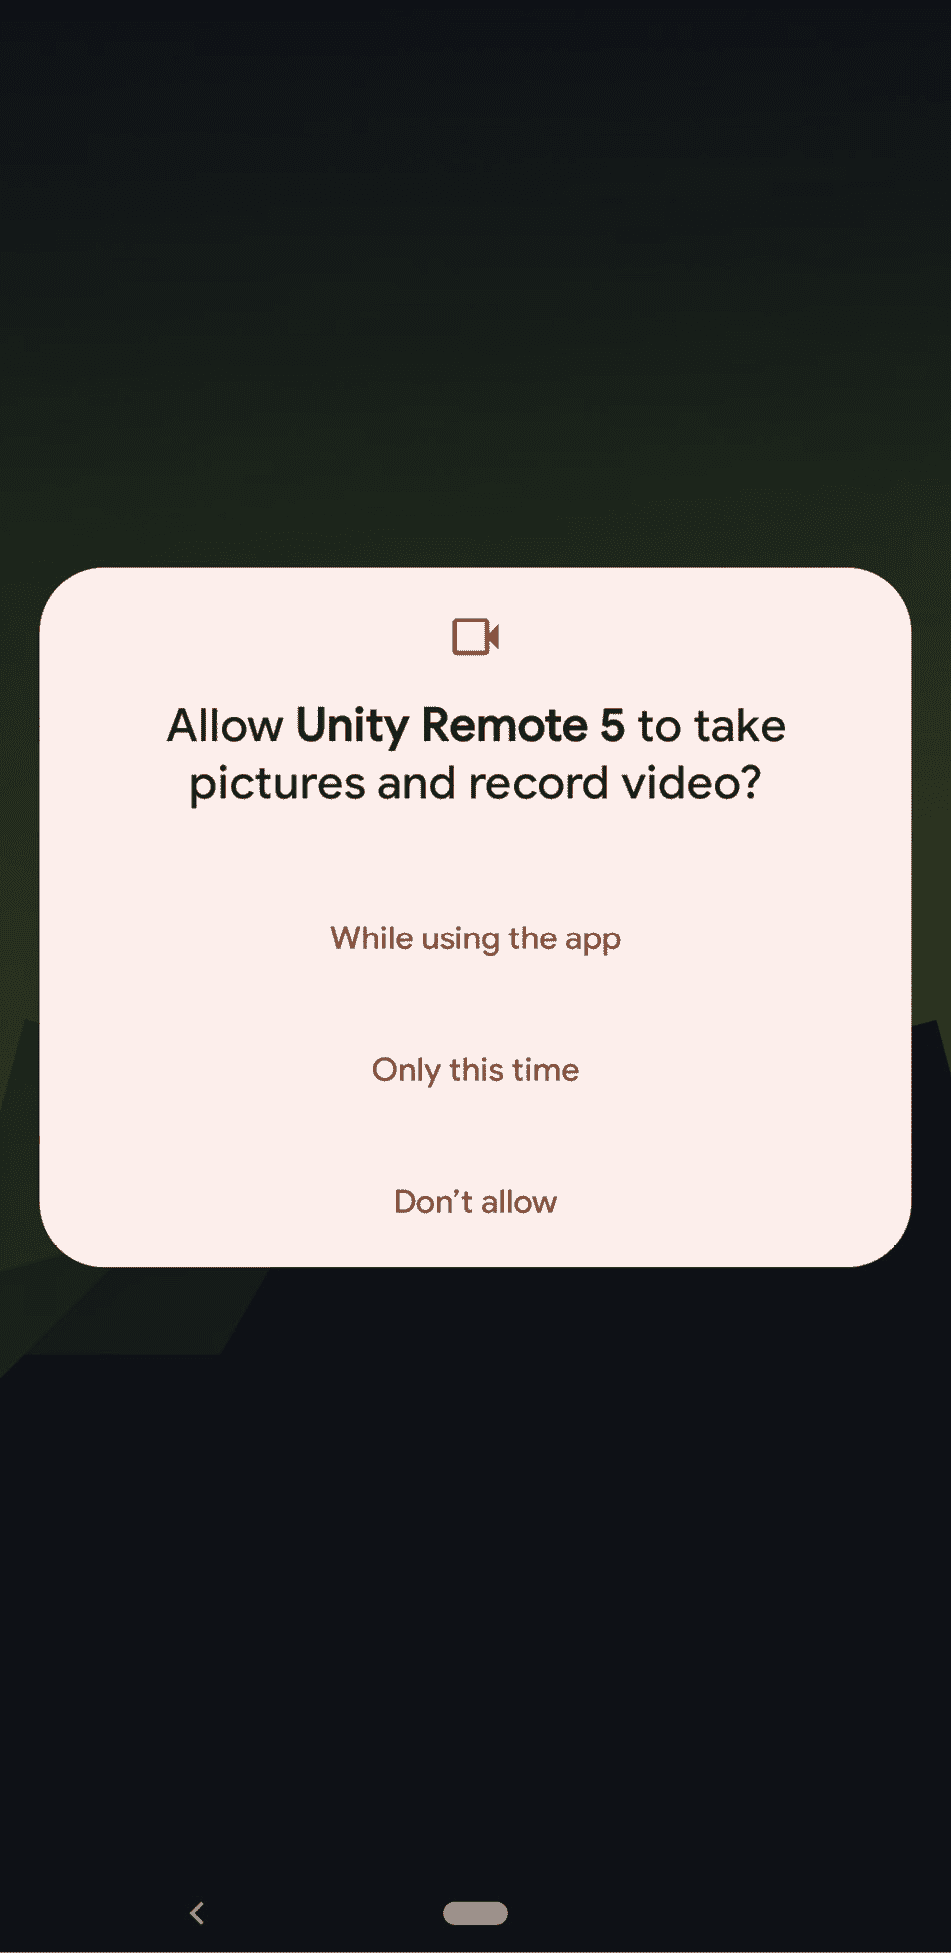 Allow Unity Remote 5 to take
pictures and record video?
While using the app
Only this time
Don’t allow